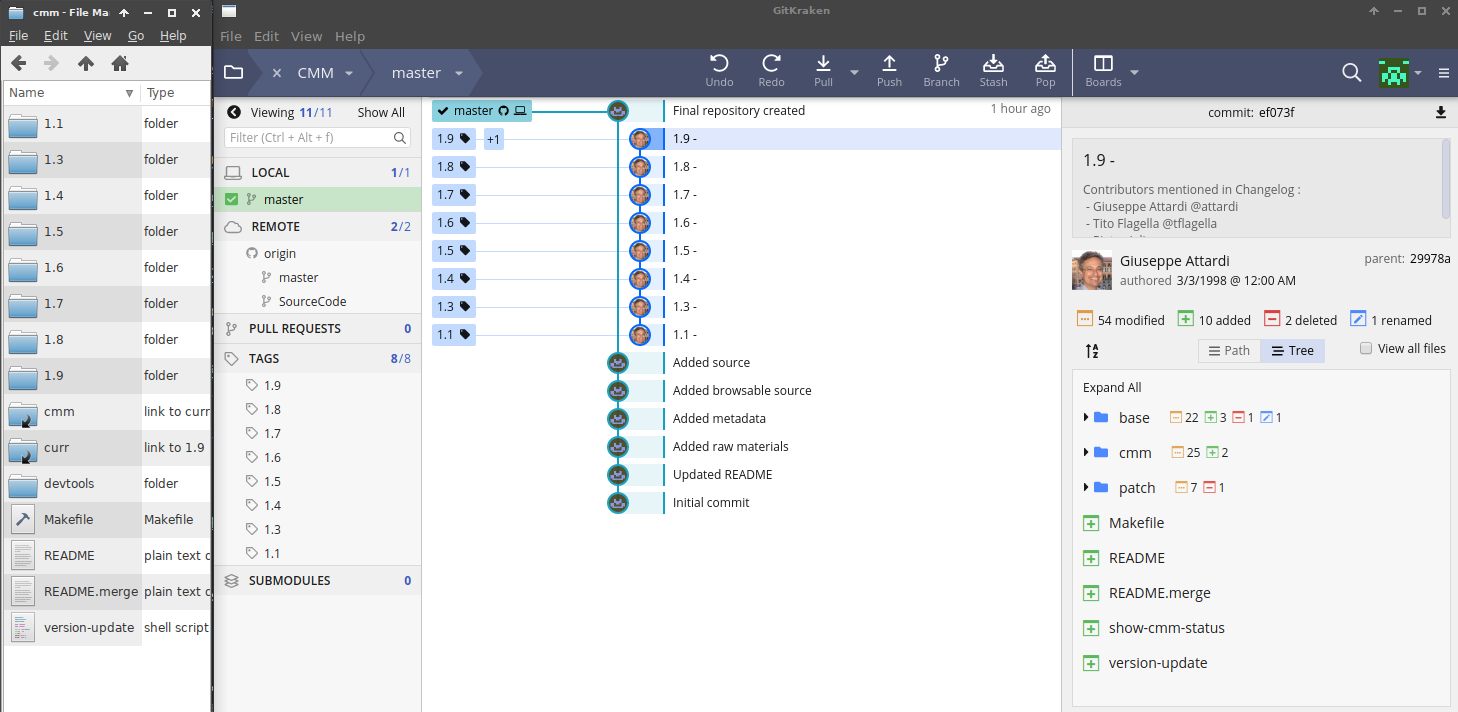 cmm - File Ma
File Edit View Go Help
Name Type
1.1 folder
1.3 folder
1.4 folder
1.5 folder
1.6 folder
1.7 folder
1.8 folder
1.9 folder
cmm link to curr
curr link to 1.9
devtools folder
Makefile Makefile
README plain text
README.merge plain text
version-update shell script
GitKraken
File Edit View Help
CMM master
Undo Redo Pull Push Branch Stash Pop Boards
Viewing 11/11 Show All
Filter (Ctrl + Alt + f)
LOCAL 1/1
master
REMOTE 2/2
origin
master
SourceCode
PULL REQUESTS 0
TAGS 8/8
1.9
1.8
1.7
1.6
1.5
1.4
1.3
1.1
SUBMODULES 0
master Final repository created 1 hour ago
1.9 +1 1.9 -
1.8 1.8 -
1.7 1.7 -
1.6 1.6 -
1.5 1.5 -
1.4 1.4 -
1.3 1.3 -
1.1 1.1 -
Added source
Added browsable source
Added metadata
Added raw materials
Updated README
Initial commit
commit: ef073f
1.9 -
Contributors mentioned in Changelog :
- Giuseppe Attardi @attardi
- Tito Flagella @tflagella
Giuseppe Attardi parent: 29978a
authored 3/3/1998 @ 12:00 AM
54 modified 10 added 2 deleted 1 renamed
Path Tree View all files
Expand All
base 22 3 1 1
cmm 25 2
patch 7 1
Makefile
README
README.merge
show-cmm-status
version-update